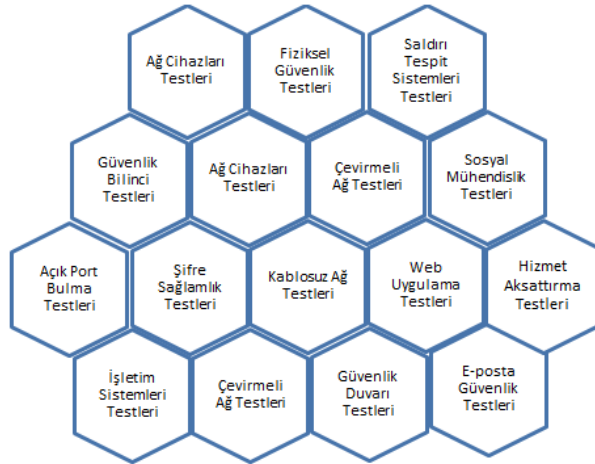 Ağ Cihazları
Testleri
Fiziksel
Güvenlik
Testleri
Saldırı
Tespit
Sistemleri
Testleri
Güvenlik
Bilinci
Testleri
Ağ Cihazları
Testleri
Çevirmeli
Ağ Testleri
Sosyal
Mühendislik
Testleri
Açık Port
Bulma
Testleri
Şifre
Sağlamlık
Testleri
Kablosuz Ağ
Testleri
Web
Uygulama
Testleri
Hizmet
Aksattırma
Testleri
İşletim
Sistemleri
Testleri
Çevirmeli
Ağ Testleri
Güvenlik
Duvarı
Testleri
E-posta
Güvenlik
Testleri